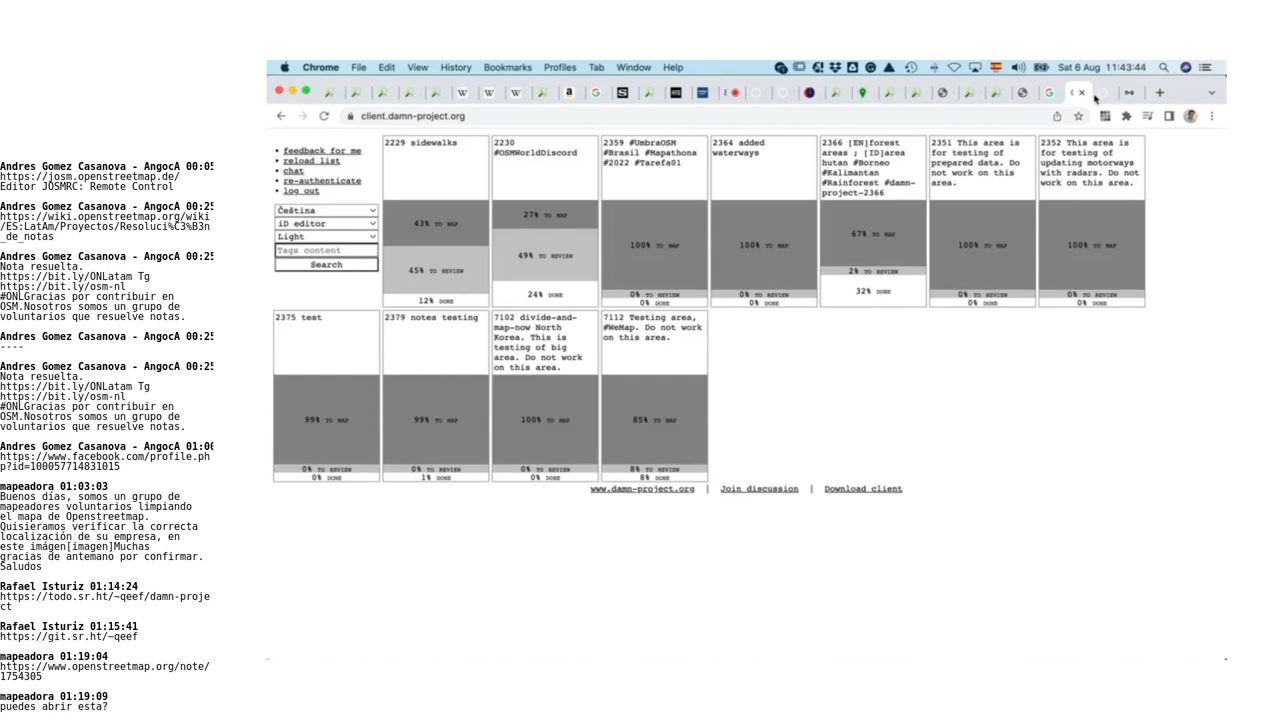 Andres Gomez Casanova - AngocA 00:05
https://josm.openstreetmap.de/
Editor JOSMRC: Remote Control
Andres Gomez Casanova - AngocA 00:25
https://wiki.openstreetmap.org/wiki
/ES:LatAm/Proyectos/Resoluci%C3%B3n
_de_notas
Andres Gomez Casanova - AngocA 00:25
Nota resuelta.
https://bit.ly/ONLatam Tg
https://bit.ly/osm-nl
#ONLGracias por contribuir en
OSM.Nosotros somos un grupo de
voluntarios que resuelve notas.
Andres Gomez Casanova - AngocA 00:25
----
Andres Gomez Casanova - AngocA 00:25
Nota resuelta.
https://bit.ly/ONLatam Tg
https://bit.ly/osm-nl
#ONLGracias por contribuir en
OSM.Nosotros somos un grupo de
voluntarios que resuelve notas.
Andres Gomez Casanova - AngocA 01:00
https://www.facebook.com/profile.ph
p?id=100057714831015
mapeadora 01:03:03
Buenos días, somos un grupo de
mapeadores voluntarios limpiando
el mapa de Openstreetmap.
Quisieramos verificar la correcta
localización de su empresa, en
este imágen[imagen]Muchas
gracias de antemano por confirmar.
Saludos
Rafael Isturiz 01:14:24
https://todo.sr.ht/~qeef/damn-proje
ct
Rafael Isturiz 01:15:41
https://git.sr.ht/~qeef
mapeadora 01:19:04
https://www.openstreetmap.org/note/
1754305
mapeadora 01:19:09
puedes abrir esta?
Chrome File Edit View History Bookmarks Profiles Tab Window Help Sat 6 Aug 11:43:44
client.damn-project.org
feedback for me
reload list
chat
re-authenticate
log out
Čeština
iD editor
Light
Tags content
Search
2229 sidewalks
43% TO MAP
45% TO REVIEW
12% DONE
2230
#OSMWorldDiscord
27% TO MAP
49% TO REVIEW
24% DONE
2359 #UmbraOSM
#Brasil #Mapathona
#2022 #Tarefa01
100% TO MAP
0% TO REVIEW
0% DONE
2364 added
waterways
100% TO MAP
0% TO REVIEW
0% DONE
2366 [EN]forest
areas ; [ID]area
hutan #Borneo
#Kalimantan
#Rainforest #damn-
project-2366
67% TO MAP
2% TO REVIEW
32% DONE
2351 This area is
for testing of
prepared data. Do
not work on this
area.
100% TO MAP
0% TO REVIEW
0% DONE
2352 This area is
for testing of
updating motorways
with radars. Do not
work on this area.
100% TO MAP
0% TO REVIEW
0% DONE
2375 test
99% TO MAP
0% TO REVIEW
0% DONE
2379 notes testing
99% TO MAP
0% TO REVIEW
1% DONE
7102 divide-and-
map-now North
Korea. This is
testing of big
area. Do not work
on this area.
100% TO MAP
0% TO REVIEW
0% DONE
7112 Testing area,
#WeMap. Do not work
on this area.
85% TO MAP
8% TO REVIEW
8% DONE
www.damn-project.org | Join discussion | Download client